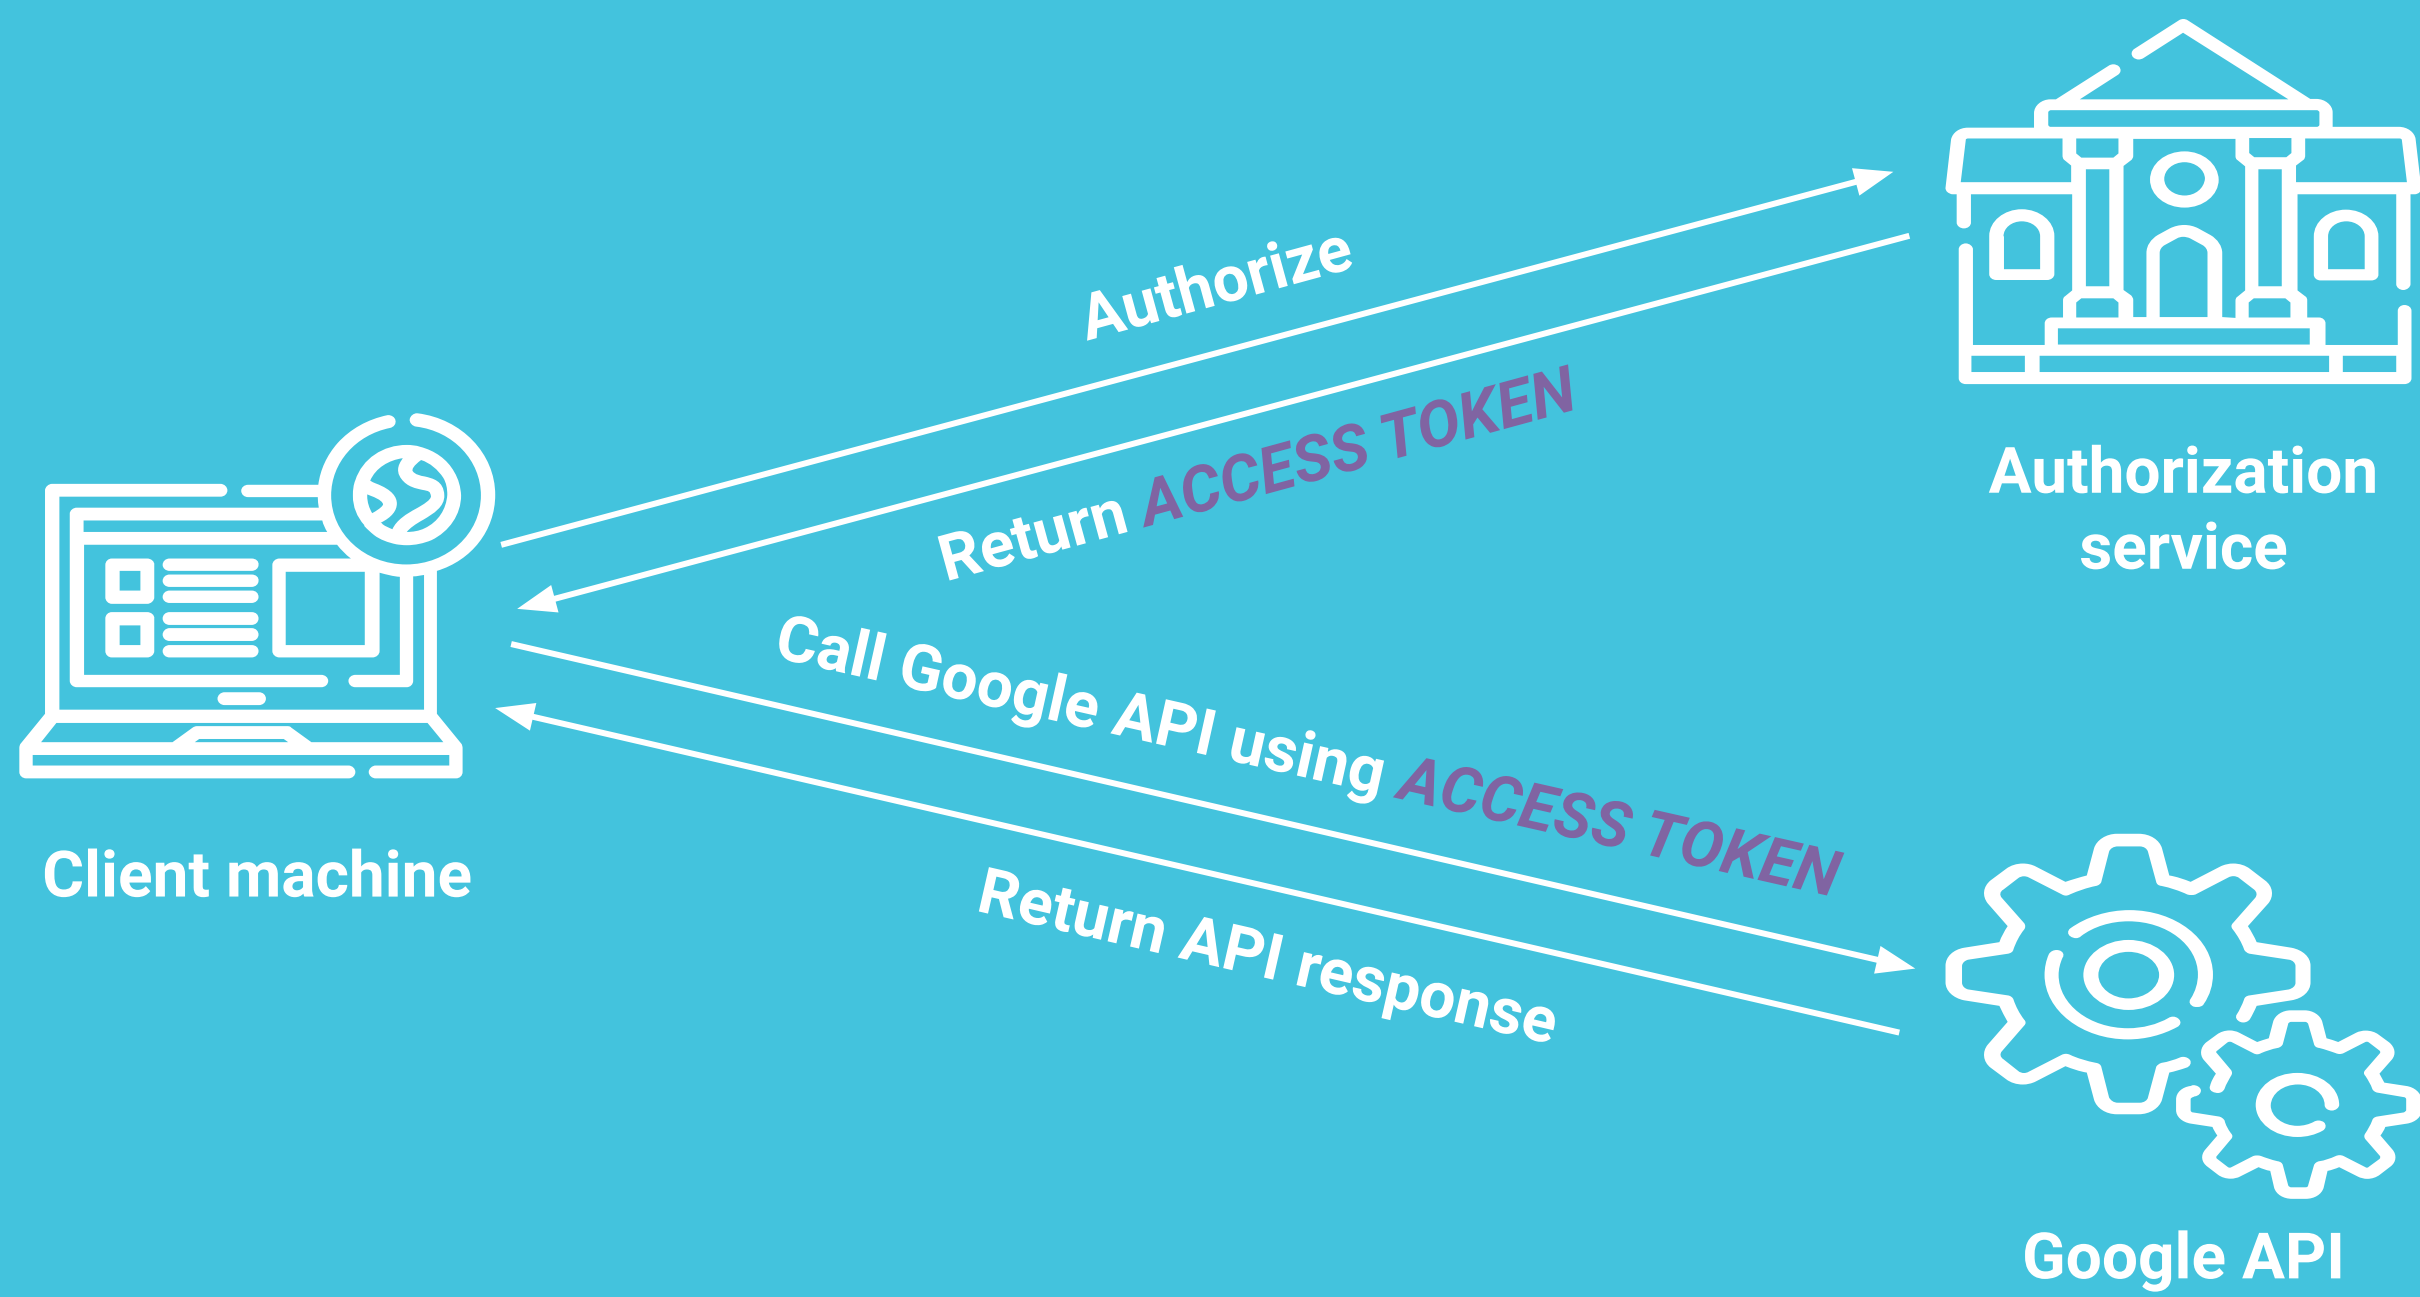 Authorize
Return ACCESS TOKEN
Authorization
service
Call Google API using ACCESS TOKEN
Return API response
Client machine
Google API